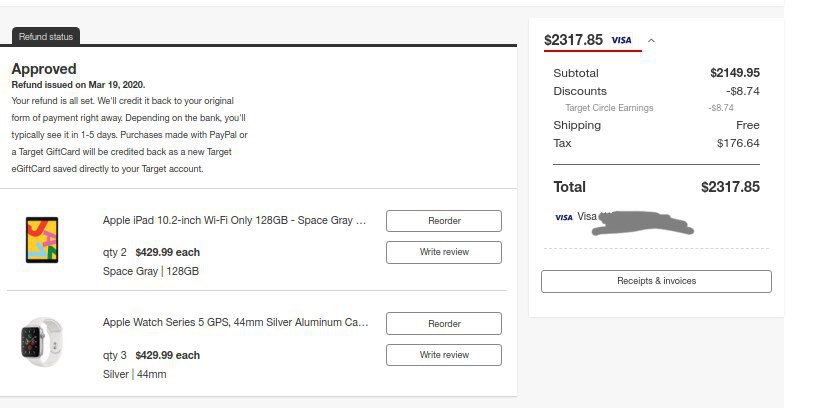 Refund status
Approved
Refund issued on Mar 19, 2020.
Your refund is all set. We'll credit it back to your original
form of payment right away. Depending on the bank, you'll
typically see it in 1-5 days. Purchases made with PayPal or
a Target GiftCard will be credited back as a new Target
eGiftCard saved directly to your Target account.
Apple iPad 10.2-inch Wi-Fi Only 128GB - Space Gray ...
Reorder
qty 2 $429.99 each
Write review
Space Gray | 128GB
Apple Watch Series 5 GPS, 44mm Silver Aluminum Ca...
Reorder
qty 3 $429.99 each
Write review
Silver | 44mm
$2317.85 VISA
Subtotal $2149.95
Discounts -$8.74
Target Circle Earnings -$8.74
Shipping Free
Tax $176.64
Total $2317.85
VISA Visa
Receipts & invoices